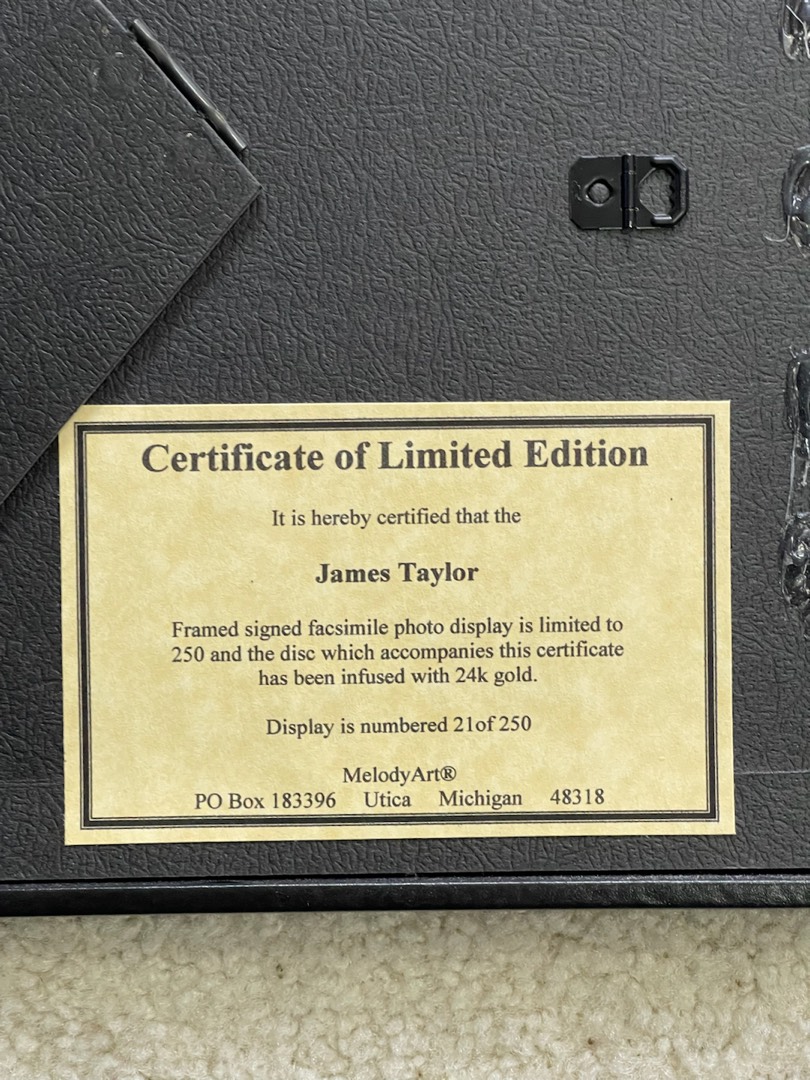 Certificate of Limited Edition
It is hereby certified that the
James Taylor
Framed signed facsimile photo display is limited to
250 and the disc which accompanies this certificate
has been infused with 24k gold.
Display is numbered 21of 250
MelodyArt®
PO Box 183396 Utica Michigan 48318